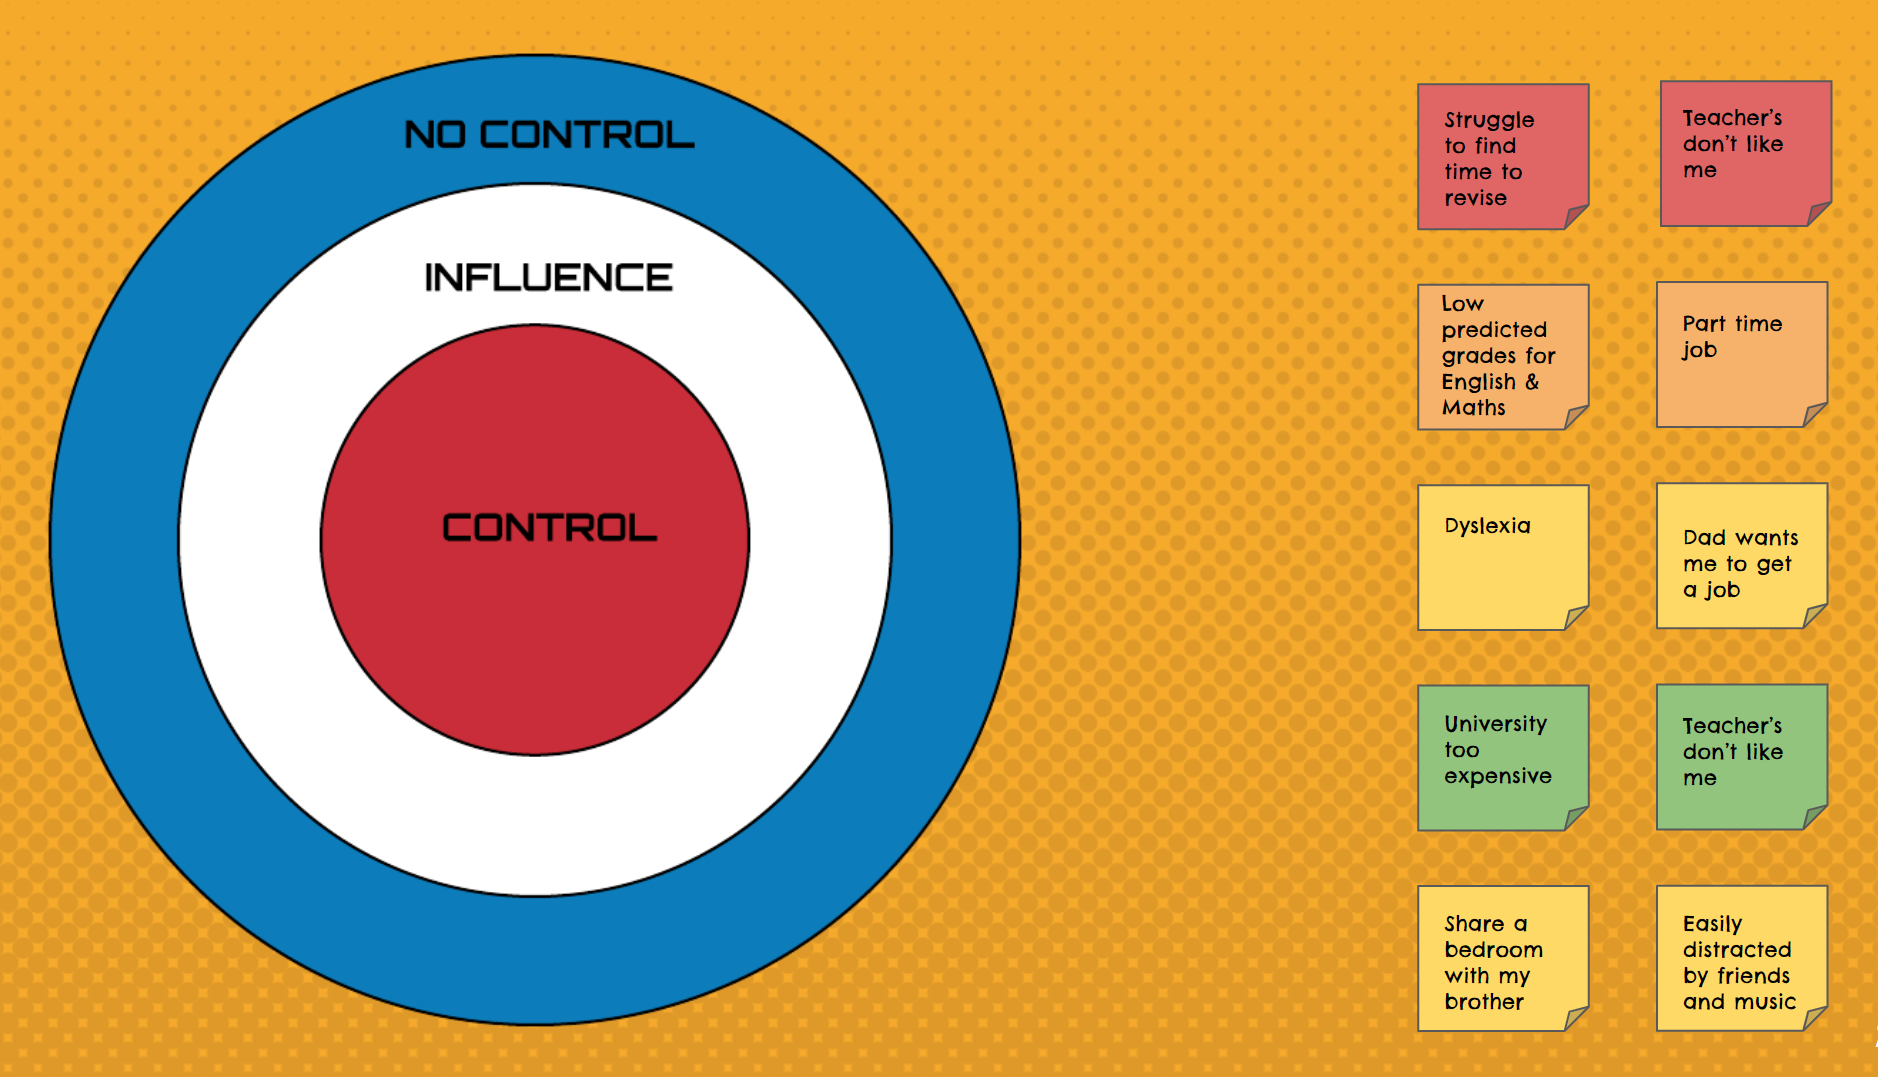 NO CONTROL
INFLUENCE
CONTROL
Struggle
to find
time to
revise
Teacher's
don't like
me
Low
predicted
grades for
English &
Maths
Part time
job
Dyslexia
Dad wants
me to get
a job
University
too
expensive
Teacher's
don't like
me
Share a
bedroom
with my
brother
Easily
distracted
by friends
and music